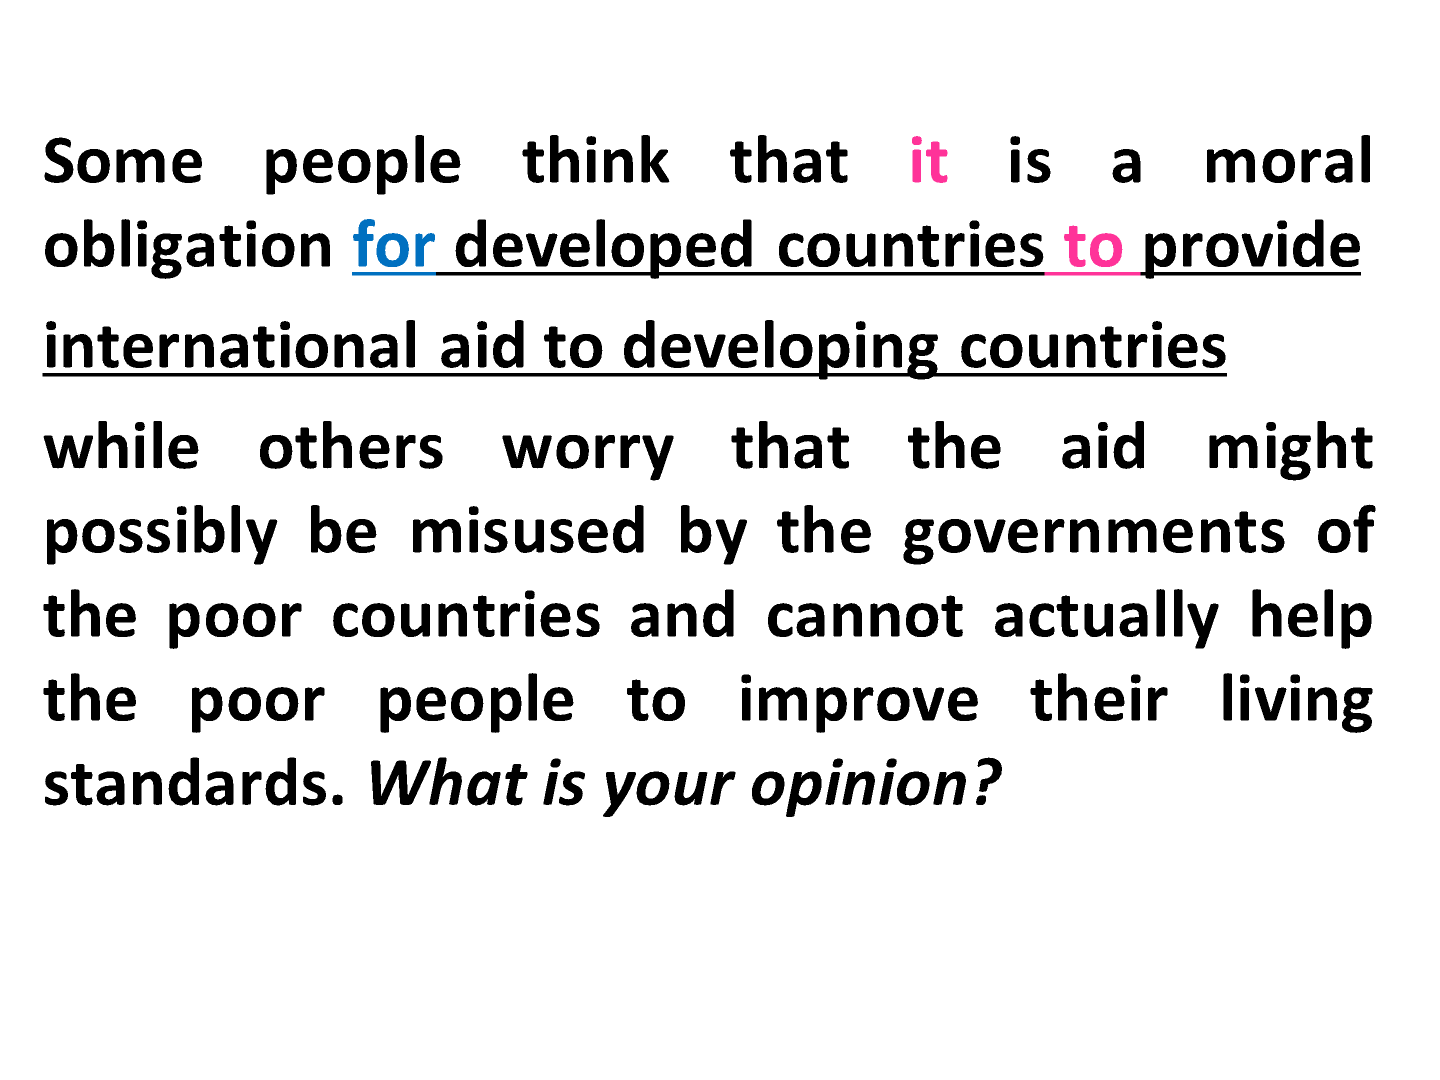 Some people think that it is a moral
obligation for developed countries to provide
international aid to developing countries
while others worry that the aid might
possibly be misused by the governments of
the poor countries and cannot actually help
the poor people to improve their living
standards. What is your opinion?